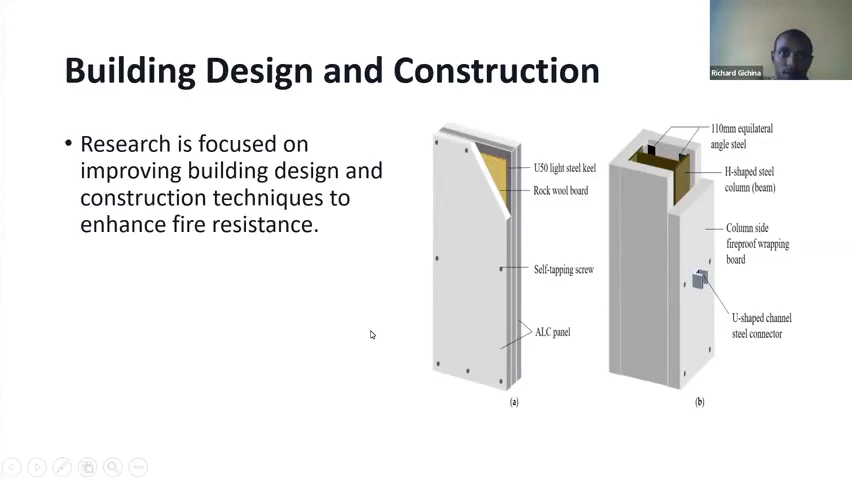 Richard Gichina
Building Design and Construction
• Research is focused on
improving building design and
construction techniques to
enhance fire resistance.
U50 light steel keel
Rock wool board
Self-tapping screw
ALC panel
(a)
110mm equilateral
angle steel
H-shaped steel
column (beam)
Column side
fireproof wrapping
board
U-shaped channel
steel connector
(b)